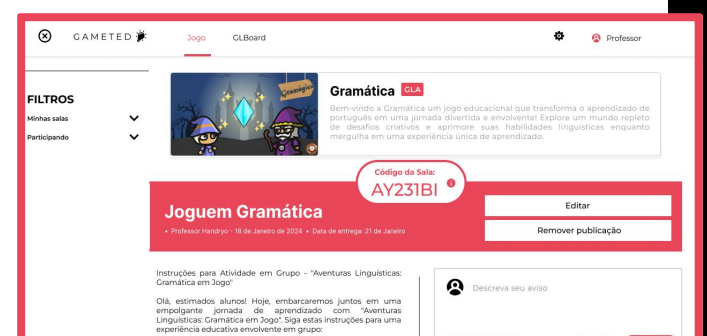 GAMETED
Jogo
GLBoard
Professor
FILTROS
Minhas salas
Participando
Gramática
Gramática GLA
Bem-vindo a Gramática um jogo educacional que transforma o aprendizado de
português em uma jornada divertida e envolvente! Explore um mundo repleto
de desafios criativos e aprimore suas habilidades linguísticas enquanto
mergulha em uma experiência única de aprendizado.
Código da Sala:
AY231BI
Joguem Gramática
• Professor Handryo - 18 de Janeiro de 2024 • Data de entrega: 21 de Janeiro
Editar
Remover publicação
Instruções para Atividade em Grupo - "Aventuras Linguísticas:
Gramática em Jogo"
Olá, estimados alunos! Hoje, embarcaremos juntos em uma
empolgante jornada de aprendizado com "Aventuras
Linguísticas: Gramática em Jogo". Siga estas instruções para uma
experiência educativa envolvente em grupo:
Descreva seu aviso